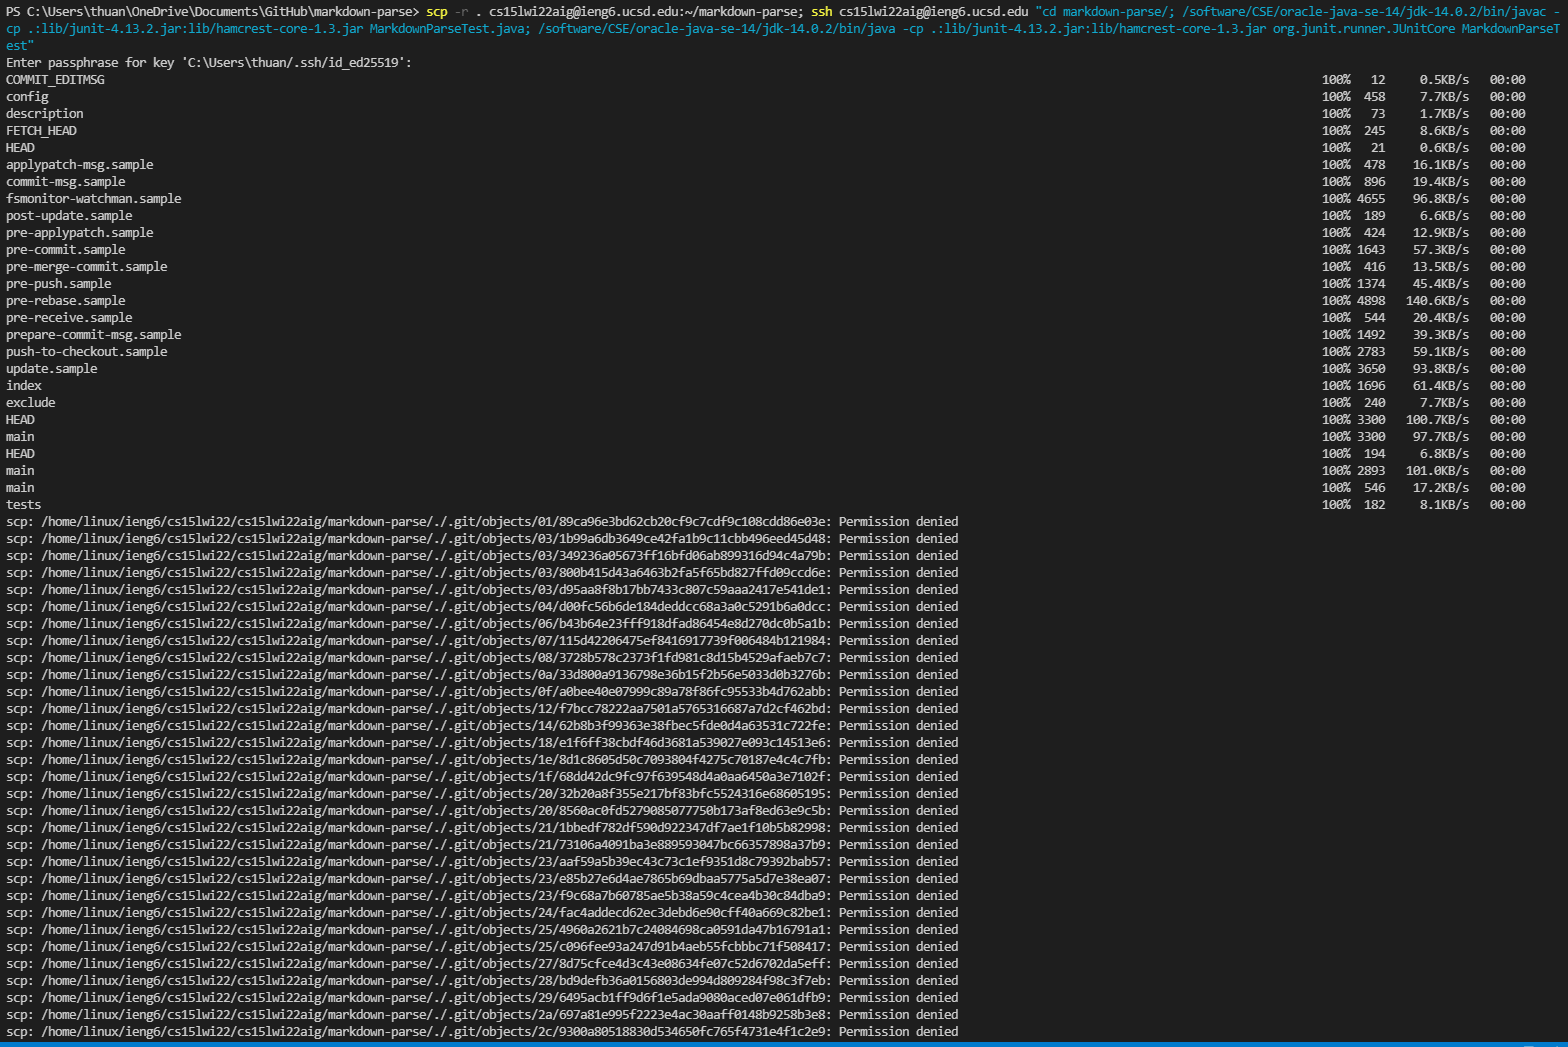 PS C:\Users\thuan\OneDrive\Documents\GitHub\markdown-parse> scp -r . cs15lwi22aig@ieng6.ucsd.edu:~/markdown-parse; ssh cs15lwi22aig@ieng6.ucsd.edu "cd markdown-parse/; /software/CSE/oracle-java-se-14/jdk-14.0.2/bin/javac -
cp .:lib/junit-4.13.2.jar:lib/hamcrest-core-1.3.jar MarkdownParseTest.java; /software/CSE/oracle-java-se-14/jdk-14.0.2/bin/java -cp .:lib/junit-4.13.2.jar:lib/hamcrest-core-1.3.jar org.junit.runner.JUnitCore MarkdownParseT
est"
Enter passphrase for key 'C:\Users\thuan/.ssh/id_ed25519':
COMMIT_EDITMSG 100% 12 0.5KB/s 00:00
config 100% 458 7.7KB/s 00:00
description 100% 73 1.7KB/s 00:00
FETCH_HEAD 100% 245 8.6KB/s 00:00
HEAD 100% 21 0.6KB/s 00:00
applypatch-msg.sample 100% 478 16.1KB/s 00:00
commit-msg.sample 100% 896 19.4KB/s 00:00
fsmonitor-watchman.sample 100% 4655 96.8KB/s 00:00
post-update.sample 100% 189 6.6KB/s 00:00
pre-applypatch.sample 100% 424 12.9KB/s 00:00
pre-commit.sample 100% 1643 57.3KB/s 00:00
pre-merge-commit.sample 100% 416 13.5KB/s 00:00
pre-push.sample 100% 1374 45.4KB/s 00:00
pre-rebase.sample 100% 4898 140.6KB/s 00:00
pre-receive.sample 100% 544 20.4KB/s 00:00
prepare-commit-msg.sample 100% 1492 39.3KB/s 00:00
push-to-checkout.sample 100% 2783 59.1KB/s 00:00
update.sample 100% 3650 93.8KB/s 00:00
index 100% 1696 61.4KB/s 00:00
exclude 100% 240 7.7KB/s 00:00
HEAD 100% 3300 100.7KB/s 00:00
main 100% 3300 97.7KB/s 00:00
HEAD 100% 194 6.8KB/s 00:00
main 100% 2893 101.0KB/s 00:00
main 100% 546 17.2KB/s 00:00
tests 100% 182 8.1KB/s 00:00
scp: /home/linux/ieng6/cs15lwi22/cs15lwi22aig/markdown-parse/./.git/objects/01/89ca96e3bd62cb20cf9c7cdf9c108cdd86e03e: Permission denied
scp: /home/linux/ieng6/cs15lwi22/cs15lwi22aig/markdown-parse/./.git/objects/03/1b99a6db3649ce42fa1b9c11cbb496eed45d48: Permission denied
scp: /home/linux/ieng6/cs15lwi22/cs15lwi22aig/markdown-parse/./.git/objects/03/349236a05673ff16bfd06ab899316d94c4a79b: Permission denied
scp: /home/linux/ieng6/cs15lwi22/cs15lwi22aig/markdown-parse/./.git/objects/03/800b415d43a6463b2fa5f65bd827ffd09ccd6e: Permission denied
scp: /home/linux/ieng6/cs15lwi22/cs15lwi22aig/markdown-parse/./.git/objects/03/d95aa8f8b17bb7433c807c59aaa2417e541de1: Permission denied
scp: /home/linux/ieng6/cs15lwi22/cs15lwi22aig/markdown-parse/./.git/objects/04/d00fc56b6de184deddcc68a3a0c5291b6a0dcc: Permission denied
scp: /home/linux/ieng6/cs15lwi22/cs15lwi22aig/markdown-parse/./.git/objects/06/b43b64e23fff918dfad86454e8d270dc0b5a1b: Permission denied
scp: /home/linux/ieng6/cs15lwi22/cs15lwi22aig/markdown-parse/./.git/objects/07/115d42206475ef8416917739f006484b121984: Permission denied
scp: /home/linux/ieng6/cs15lwi22/cs15lwi22aig/markdown-parse/./.git/objects/08/3728b578c2373f1fd981c8d15b4529afaeb7c7: Permission denied
scp: /home/linux/ieng6/cs15lwi22/cs15lwi22aig/markdown-parse/./.git/objects/0a/33d800a9136798e36b15f2b56e5033d0b3276b: Permission denied
scp: /home/linux/ieng6/cs15lwi22/cs15lwi22aig/markdown-parse/./.git/objects/0f/a0bee40e07999c89a78f86fc95533b4d762abb: Permission denied
scp: /home/linux/ieng6/cs15lwi22/cs15lwi22aig/markdown-parse/./.git/objects/12/f7bcc78222aa7501a5765316687a7d2cf462bd: Permission denied
scp: /home/linux/ieng6/cs15lwi22/cs15lwi22aig/markdown-parse/./.git/objects/14/62b8b3f99363e38fbec5fde0d4a63531c722fe: Permission denied
scp: /home/linux/ieng6/cs15lwi22/cs15lwi22aig/markdown-parse/./.git/objects/18/e1f6ff38cbdf46d3681a539027e093c14513e6: Permission denied
scp: /home/linux/ieng6/cs15lwi22/cs15lwi22aig/markdown-parse/./.git/objects/1e/8d1c8605d50c7093804f4275c70187e4c4c7fb: Permission denied
scp: /home/linux/ieng6/cs15lwi22/cs15lwi22aig/markdown-parse/./.git/objects/1f/68dd42dc9fc97f639548d4a0aa6450a3e7102f: Permission denied
scp: /home/linux/ieng6/cs15lwi22/cs15lwi22aig/markdown-parse/./.git/objects/20/32b20a8f355e217bf83bfc5524316e68605195: Permission denied
scp: /home/linux/ieng6/cs15lwi22/cs15lwi22aig/markdown-parse/./.git/objects/20/8560ac0fd5279085077750b173af8ed63e9c5b: Permission denied
scp: /home/linux/ieng6/cs15lwi22/cs15lwi22aig/markdown-parse/./.git/objects/21/1bbedf782df590d922347df7ae1f10b5b82998: Permission denied
scp: /home/linux/ieng6/cs15lwi22/cs15lwi22aig/markdown-parse/./.git/objects/21/73106a4091ba3e889593047bc66357898a37b9: Permission denied
scp: /home/linux/ieng6/cs15lwi22/cs15lwi22aig/markdown-parse/./.git/objects/23/aaf59a5b39ec43c73c1ef9351d8c79392bab57: Permission denied
scp: /home/linux/ieng6/cs15lwi22/cs15lwi22aig/markdown-parse/./.git/objects/23/e85b27e6d4ae7865b69dbaa5775a5d7e38ea07: Permission denied
scp: /home/linux/ieng6/cs15lwi22/cs15lwi22aig/markdown-parse/./.git/objects/23/f9c68a7b60785ae5b38a59c4cea4b30c84dba9: Permission denied
scp: /home/linux/ieng6/cs15lwi22/cs15lwi22aig/markdown-parse/./.git/objects/24/fac4addecd62ec3debd6e90cff40a669c82be1: Permission denied
scp: /home/linux/ieng6/cs15lwi22/cs15lwi22aig/markdown-parse/./.git/objects/25/4960a2621b7c24084698ca0591da47b16791a1: Permission denied
scp: /home/linux/ieng6/cs15lwi22/cs15lwi22aig/markdown-parse/./.git/objects/25/c096fee93a247d91b4aeb55fcbbbc71f508417: Permission denied
scp: /home/linux/ieng6/cs15lwi22/cs15lwi22aig/markdown-parse/./.git/objects/27/8d75cfce4d3c43e08634fe07c52d6702da5eff: Permission denied
scp: /home/linux/ieng6/cs15lwi22/cs15lwi22aig/markdown-parse/./.git/objects/28/bd9defb36a0156803de994d809284f98c3f7eb: Permission denied
scp: /home/linux/ieng6/cs15lwi22/cs15lwi22aig/markdown-parse/./.git/objects/29/6495acb1ff9d6f1e5ada9080aced07e061dfb9: Permission denied
scp: /home/linux/ieng6/cs15lwi22/cs15lwi22aig/markdown-parse/./.git/objects/2a/697a81e995f2223e4ac30aaff0148b9258b3e8: Permission denied
scp: /home/linux/ieng6/cs15lwi22/cs15lwi22aig/markdown-parse/./.git/objects/2c/9300a80518830d534650fc765f4731e4f1c2e9: Permission denied